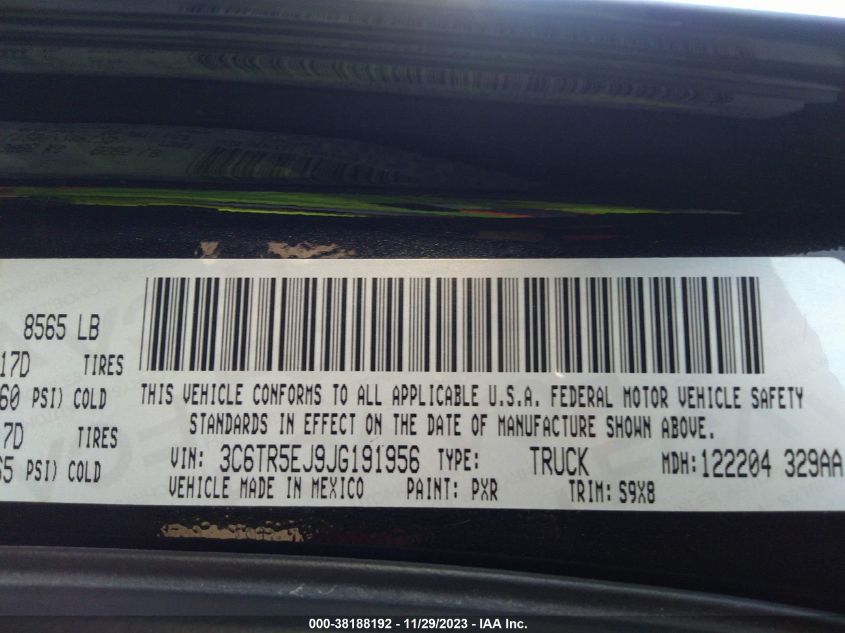 8565 LB
17D TIRES
60 PSI) COLD
7D TIRES
65 PSI) COLD
THIS VEHICLE CONFORMS TO ALL APPLICABLE U.S.A. FEDERAL MOTOR VEHICLE SAFETY
STANDARDS IN EFFECT ON THE DATE OF MANUFACTURE SHOWN ABOVE.
VIN: 3C6TR5EJ9JG191956 TYPE: TRUCK MDH: 122204 329AA
VEHICLE MADE IN MEXICO PAINT: PXR TRIM: S9X8
000-38188192 - 11/29/2023 - IAA Inc.